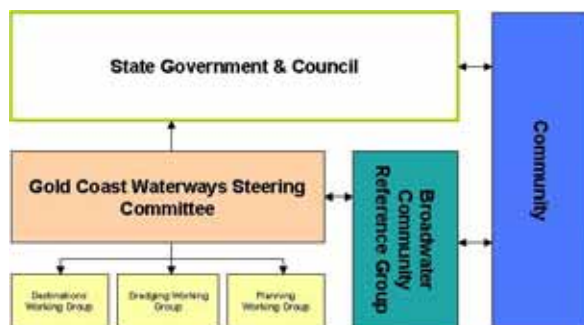 State Government & Council
Gold Coast Waterways Steering
Committee
Broadwater
Community
Reference Group
Community
Destinations
Working Group
Dredging Working
Group
Planning
Working Group